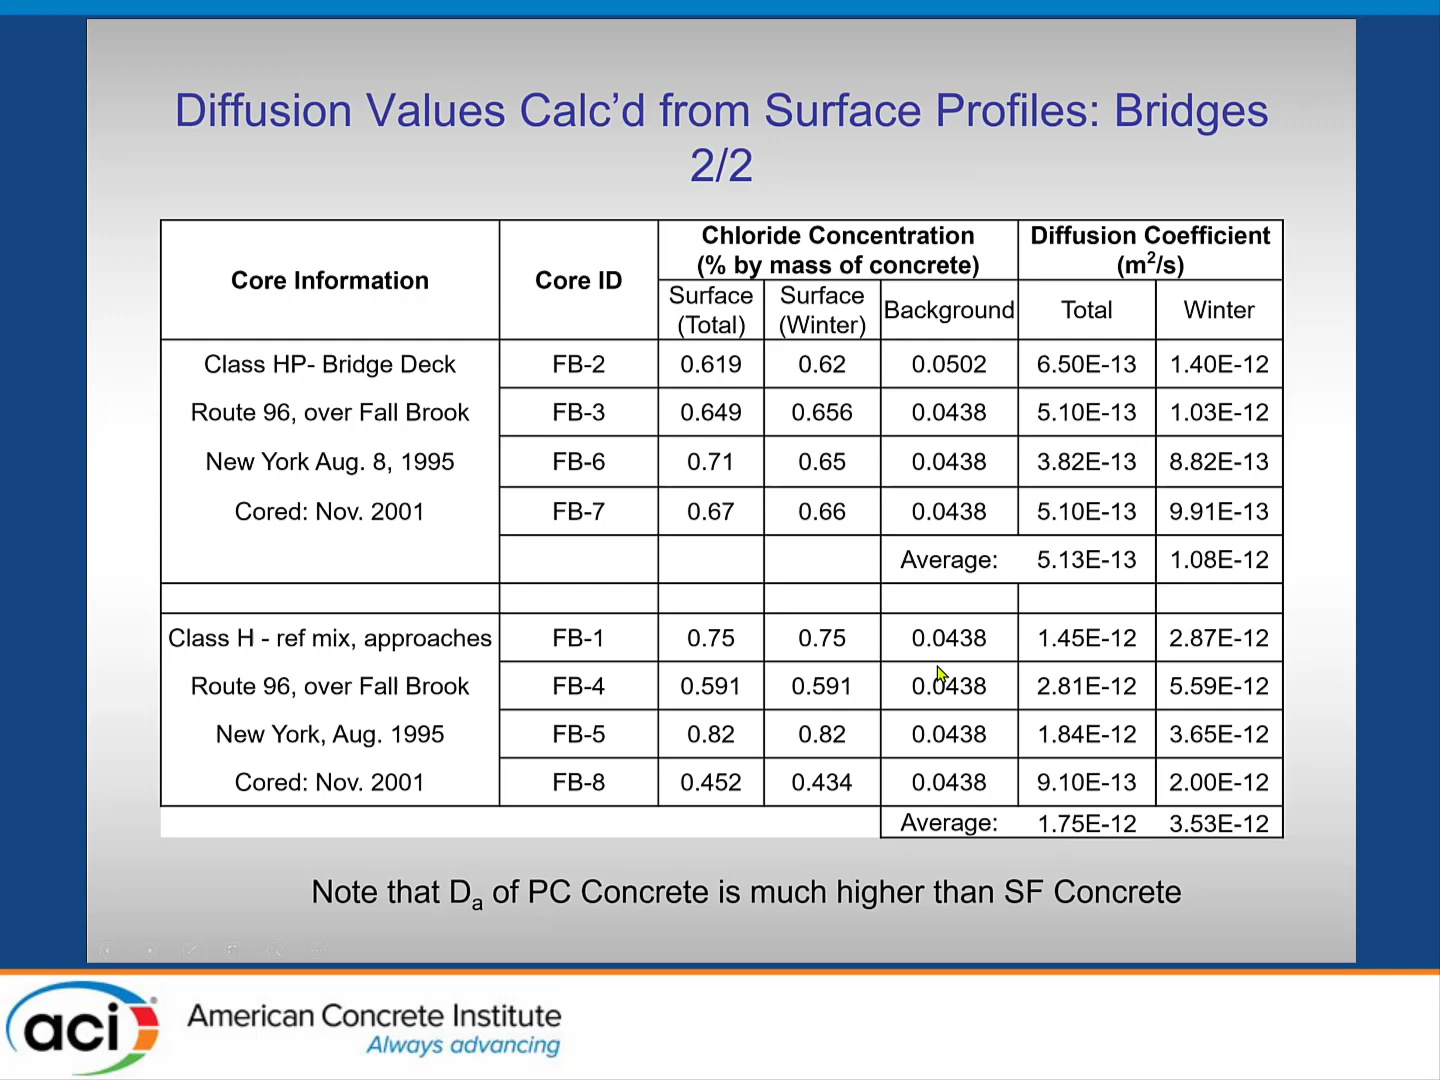 Diffusion Values Calc’d from Surface Profiles: Bridges
2/2
Core Information
Core ID
Chloride Concentration
(% by mass of concrete)
Diffusion Coefficient
(m²/s)
Surface
(Total)
Surface
(Winter)
Background
Total
Winter
Class HP- Bridge Deck FB-2 0.619 0.62 0.0502 6.50E-13 1.40E-12
Route 96, over Fall Brook FB-3 0.649 0.656 0.0438 5.10E-13 1.03E-12
New York Aug. 8, 1995 FB-6 0.71 0.65 0.0438 3.82E-13 8.82E-13
Cored: Nov. 2001 FB-7 0.67 0.66 0.0438 5.10E-13 9.91E-13
Average: 5.13E-13 1.08E-12
Class H - ref mix, approaches FB-1 0.75 0.75 0.0438 1.45E-12 2.87E-12
Route 96, over Fall Brook FB-4 0.591 0.591 0.0438 2.81E-12 5.59E-12
New York, Aug. 1995 FB-5 0.82 0.82 0.0438 1.84E-12 3.65E-12
Cored: Nov. 2001 FB-8 0.452 0.434 0.0438 9.10E-13 2.00E-12
Average: 1.75E-12 3.53E-12
Note that Dₐ of PC Concrete is much higher than SF Concrete
aci
®
American Concrete Institute
Always advancing